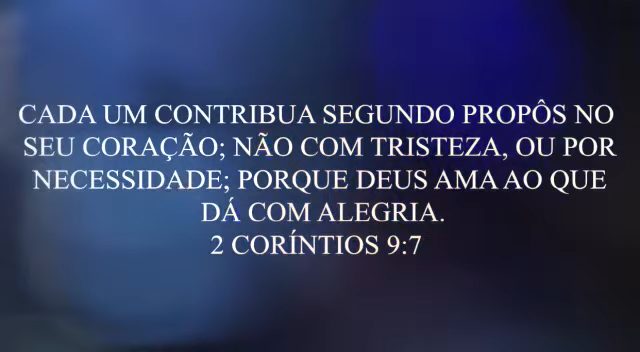 CADA UM CONTRIBUA SEGUNDO PROPÔS NO
SEU CORAÇÃO; NÃO COM TRISTEZA, OU POR
NECESSIDADE; PORQUE DEUS AMA AO QUE
DÁ COM ALEGRIA.
2 CORÍNTIOS 9:7